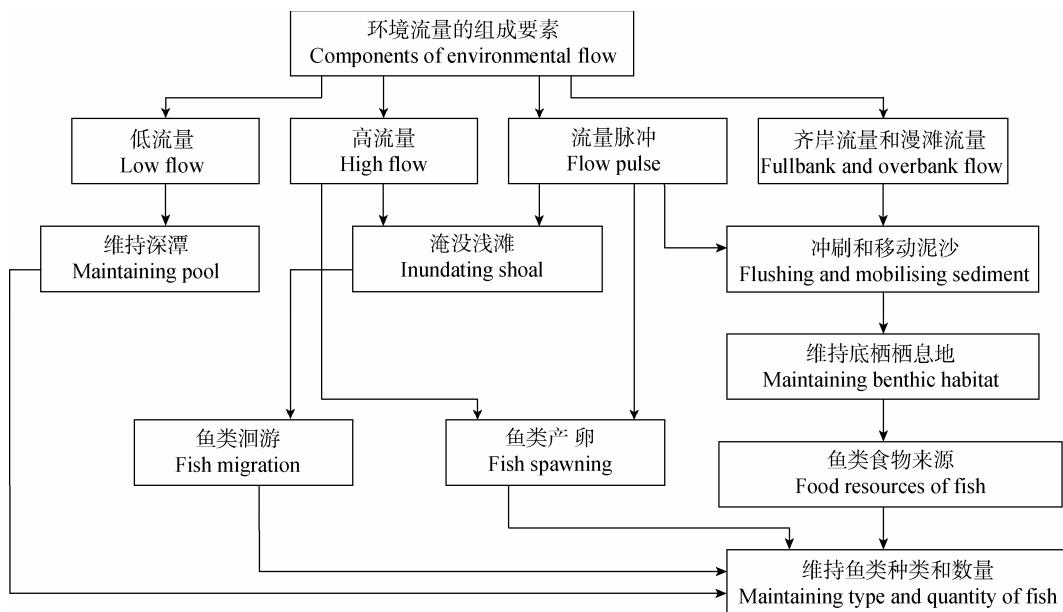 环境流量的组成要素
Components of environmental flow
低流量
Low flow
高流量
High flow
流量脉冲
Flow pulse
齐岸流量和漫滩流量
Fullbank and overbank flow
维持深潭
Maintaining pool
淹没浅滩
Inundating shoal
冲刷和移动泥沙
Flushing and mobilising sediment
维持底栖栖息地
Maintaining benthic habitat
鱼类洄游
Fish migration
鱼类产 卵
Fish spawning
鱼类食物来源
Food resources of fish
维持鱼类种类和数量
Maintaining type and quantity of fish